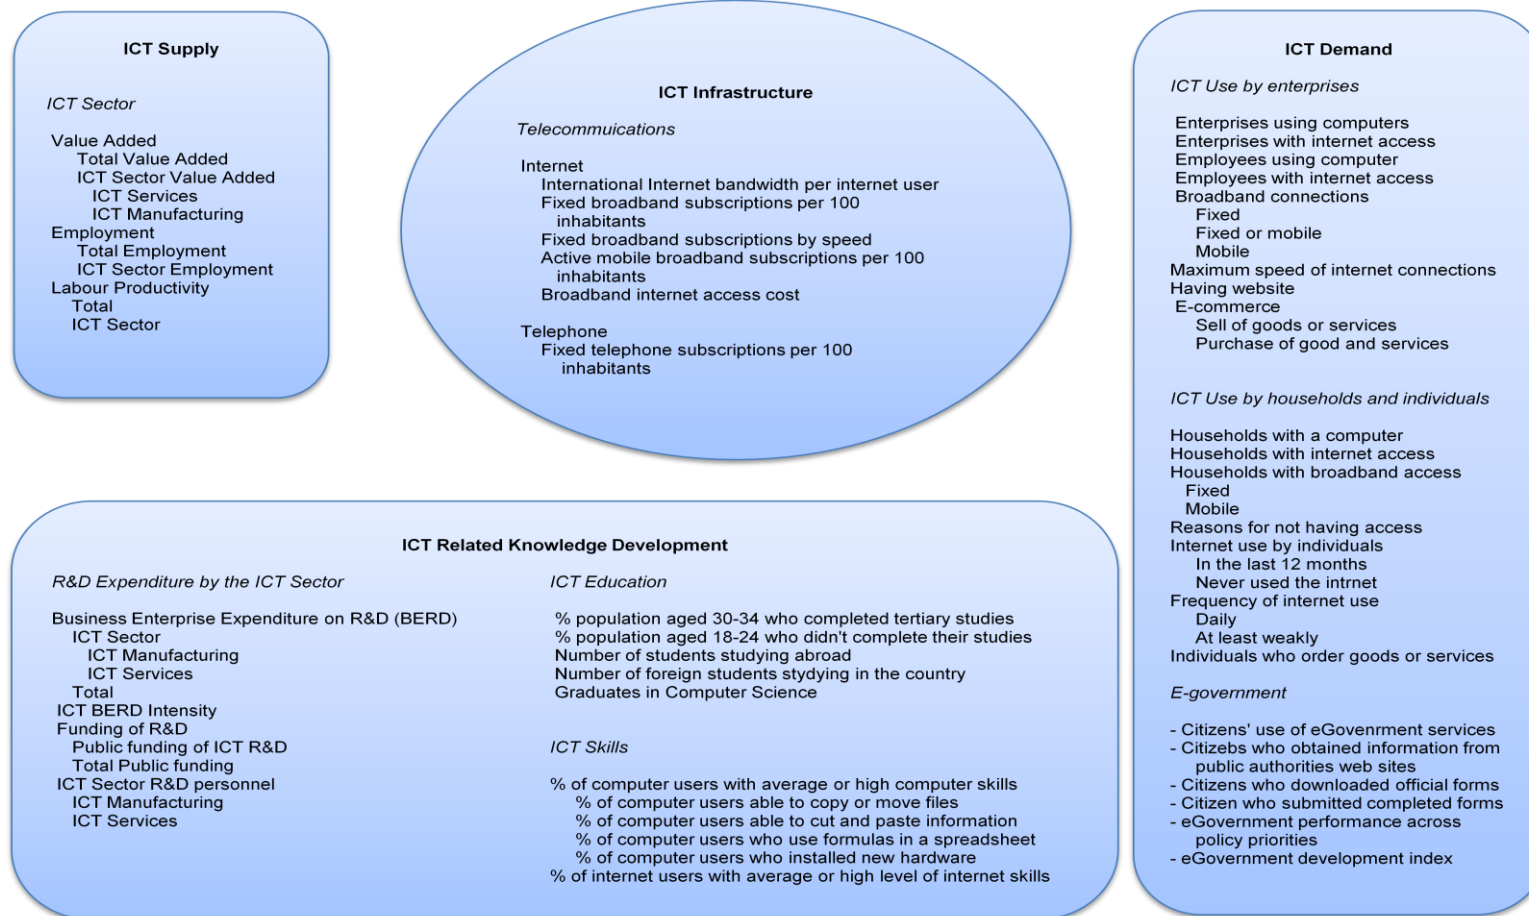 ICT Supply
ICT Sector
Value Added
Total Value Added
ICT Sector Value Added
ICT Services
ICT Manufacturing
Employment
Total Employment
ICT Sector Employment
Labour Productivity
Total
ICT Sector
ICT Infrastructure
Telecommuications
Internet
International Internet bandwidth per internet user
Fixed broadband subscriptions per 100
inhabitants
Fixed broadband subscriptions by speed
Active mobile broadband subscriptions per 100
inhabitants
Broadband internet access cost
Telephone
Fixed telephone subscriptions per 100
inhabitants
ICT Demand
ICT Use by enterprises
Enterprises using computers
Enterprises with internet access
Employees using computer
Employees with internet access
Broadband connections
Fixed
Fixed or mobile
Mobile
Maximum speed of internet connections
Having website
E-commerce
Sell of goods or services
Purchase of good and services
ICT Use by households and individuals
Households with a computer
Households with internet access
Households with broadband access
Fixed
Mobile
Reasons for not having access
Internet use by individuals
In the last 12 months
Never used the intrnet
Frequency of internet use
Daily
At least weakly
Individuals who order goods or services
E-government
- Citizens' use of eGovenrment services
- Citizebs who obtained information from
public authorities web sites
- Citizens who downloaded official forms
- Citizen who submitted completed forms
- eGovernment performance across
policy priorities
- eGovernment development index
ICT Related Knowledge Development
R&D Expenditure by the ICT Sector
Business Enterprise Expenditure on R&D (BERD)
ICT Sector
ICT Manufacturing
ICT Services
Total
ICT BERD Intensity
Funding of R&D
Public funding of ICT R&D
Total Public funding
ICT Sector R&D personnel
ICT Manufacturing
ICT Services
ICT Education
% population aged 30-34 who completed tertiary studies
% population aged 18-24 who didn't complete their studies
Number of students studying abroad
Number of foreign students stydying in the country
Graduates in Computer Science
ICT Skills
% of computer users with average or high computer skills
% of computer users able to copy or move files
% of computer users able to cut and paste information
% of computer users who use formulas in a spreadsheet
% of computer users who installed new hardware
% of internet users with average or high level of internet skills